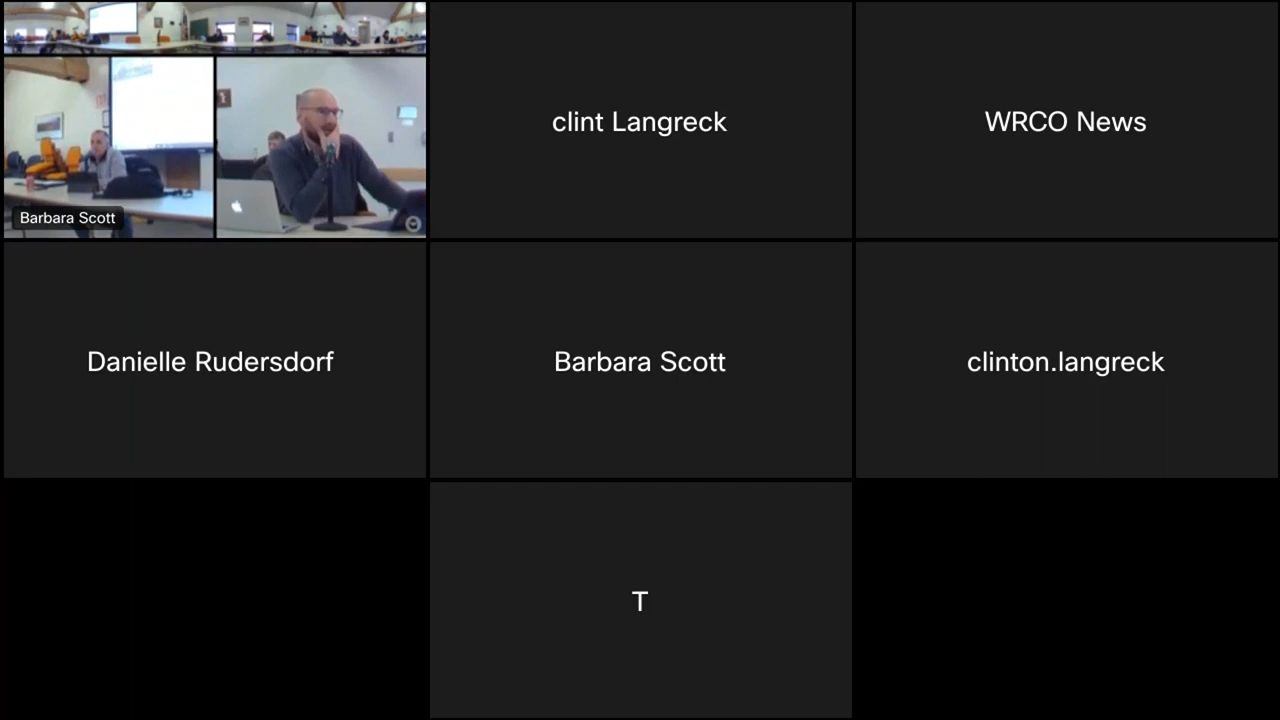 Barbara Scott
clint Langreck
WRCO News
Danielle Rudersdorf
Barbara Scott
clinton.langreck
T